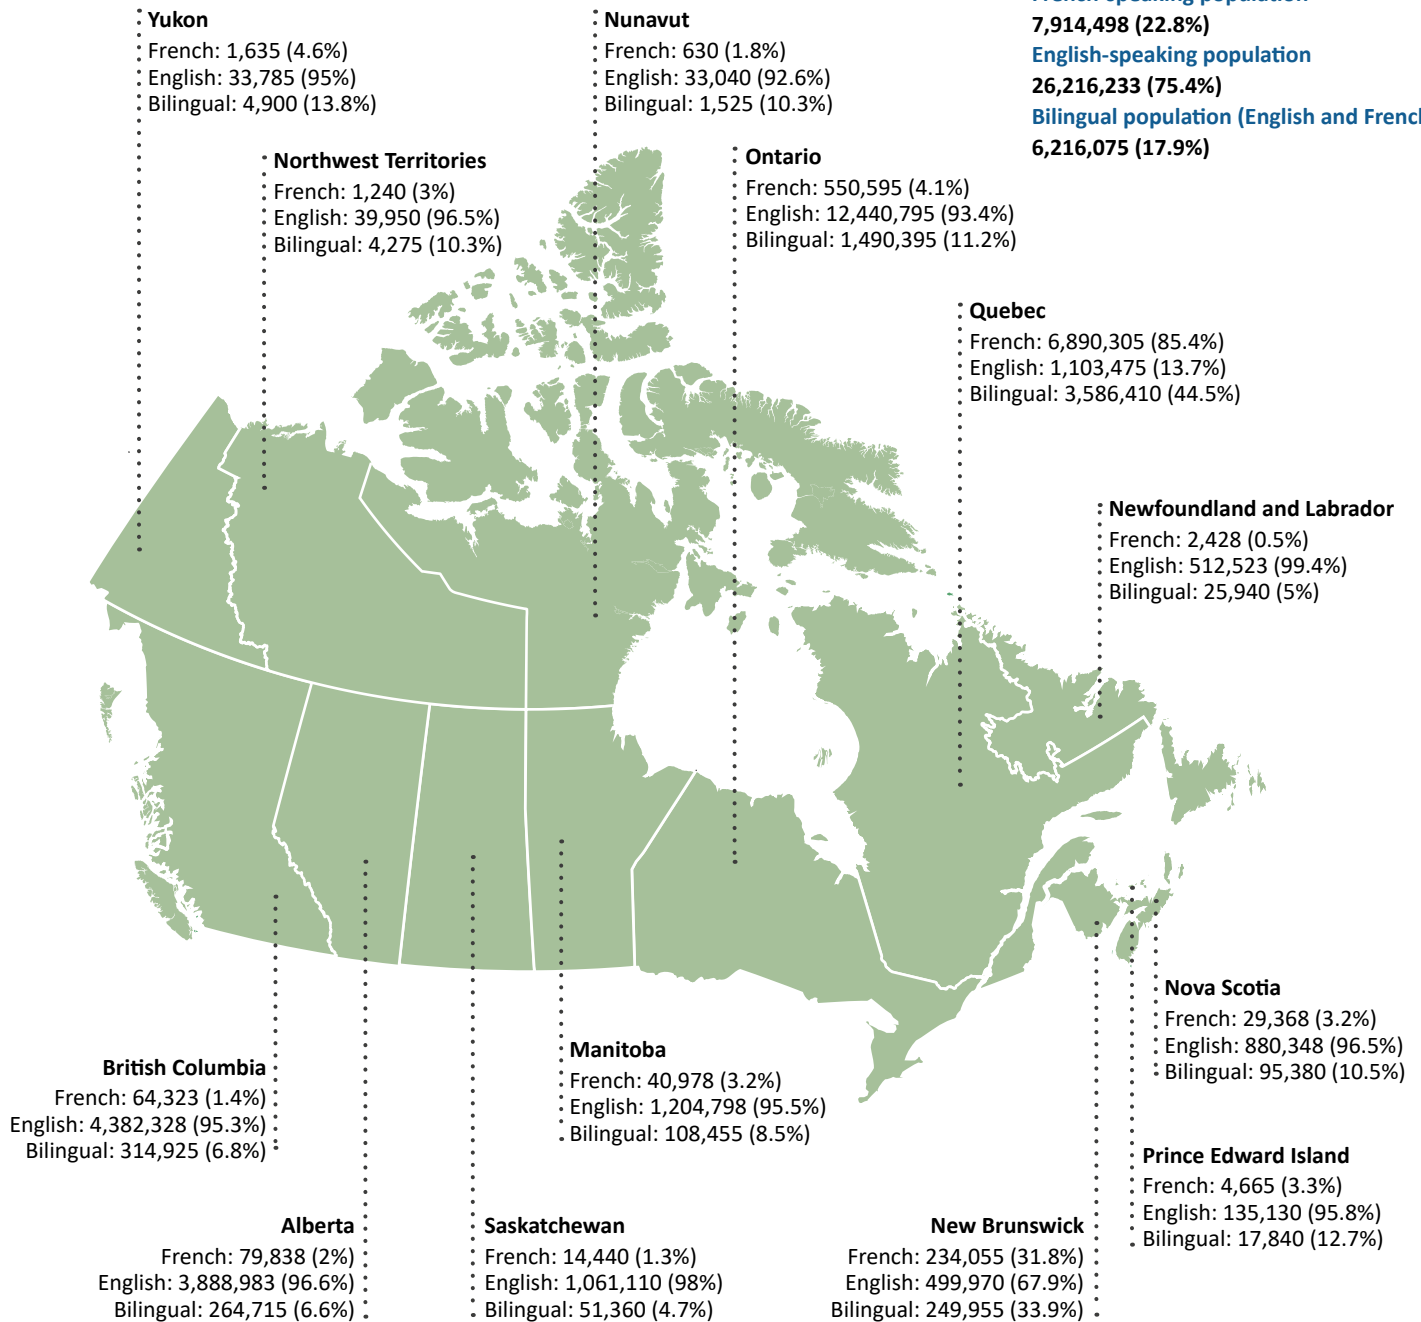 Yukon
French: 1,635 (4.6%)
English: 33,785 (95%)
Bilingual: 4,900 (13.8%)
Nunavut
French: 630 (1.8%)
English: 33,040 (92.6%)
Bilingual: 1,525 (10.3%)
French-speaking population
7,914,498 (22.8%)
English-speaking population
26,216,233 (75.4%)
Bilingual population (English and French
6,216,075 (17.9%)
Northwest Territories
French: 1,240 (3%)
English: 39,950 (96.5%)
Bilingual: 4,275 (10.3%)
Ontario
French: 550,595 (4.1%)
English: 12,440,795 (93.4%)
Bilingual: 1,490,395 (11.2%)
Quebec
French: 6,890,305 (85.4%)
English: 1,103,475 (13.7%)
Bilingual: 3,586,410 (44.5%)
Newfoundland and Labrador
French: 2,428 (0.5%)
English: 512,523 (99.4%)
Bilingual: 25,940 (5%)
Nova Scotia
French: 29,368 (3.2%)
English: 880,348 (96.5%)
Bilingual: 95,380 (10.5%)
British Columbia
French: 64,323 (1.4%)
English: 4,382,328 (95.3%)
Bilingual: 314,925 (6.8%)
Manitoba
French: 40,978 (3.2%)
English: 1,204,798 (95.5%)
Bilingual: 108,455 (8.5%)
Prince Edward Island
French: 4,665 (3.3%)
English: 135,130 (95.8%)
Bilingual: 17,840 (12.7%)
Alberta
French: 79,838 (2%)
English: 3,888,983 (96.6%)
Bilingual: 264,715 (6.6%)
Saskatchewan
French: 14,440 (1.3%)
English: 1,061,110 (98%)
Bilingual: 51,360 (4.7%)
New Brunswick
French: 234,055 (31.8%)
English: 499,970 (67.9%)
Bilingual: 249,955 (33.9%)